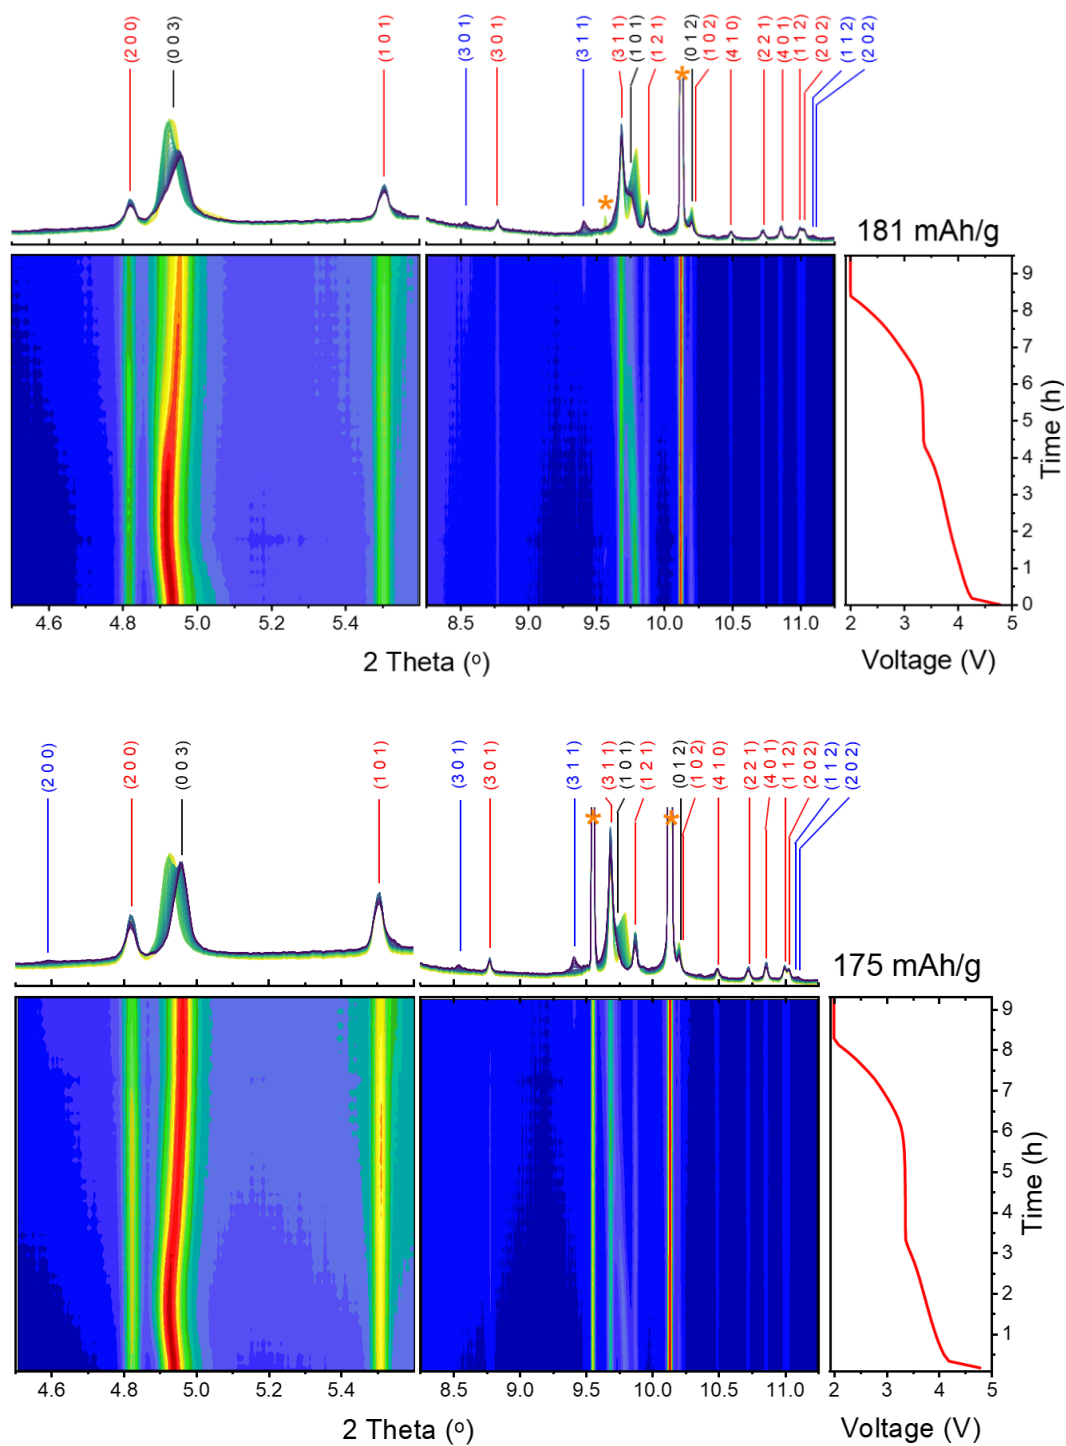 (2 0 0) (0 0 3) (1 0 1) (3 0 1) (3 0 1) (3 1 1) (3 1 1) (1 0 1) (1 2 1) (0 1 2) (1 0 2) (4 1 0) (2 2 1) (4 0 1) (1 1 2) (2 0 2) (1 1 2) (2 0 2)
* *
181 mAh/g
9
8
7
6
5
4
3
2
1
0
Time (h)
4.6 4.8 5.0 5.2 5.4 8.5 9.0 9.5 10.0 10.5 11.0 2 3 4 5
2 Theta (o) Voltage (V)
(2 0 0) (2 0 0) (0 0 3) (1 0 1) (3 0 1) (3 0 1) (3 1 1) (3 1 1) (1 0 1) (1 2 1) (0 1 2) (1 0 2) (4 1 0) (2 2 1) (4 0 1) (1 1 2) (2 0 2) (1 1 2) (2 0 2)
* *
175 mAh/g
9
8
7
6
5
4
3
2
1
Time (h)
4.6 4.8 5.0 5.2 5.4 8.5 9.0 9.5 10.0 10.5 11.0 2 3 4 5
2 Theta (o) Voltage (V)